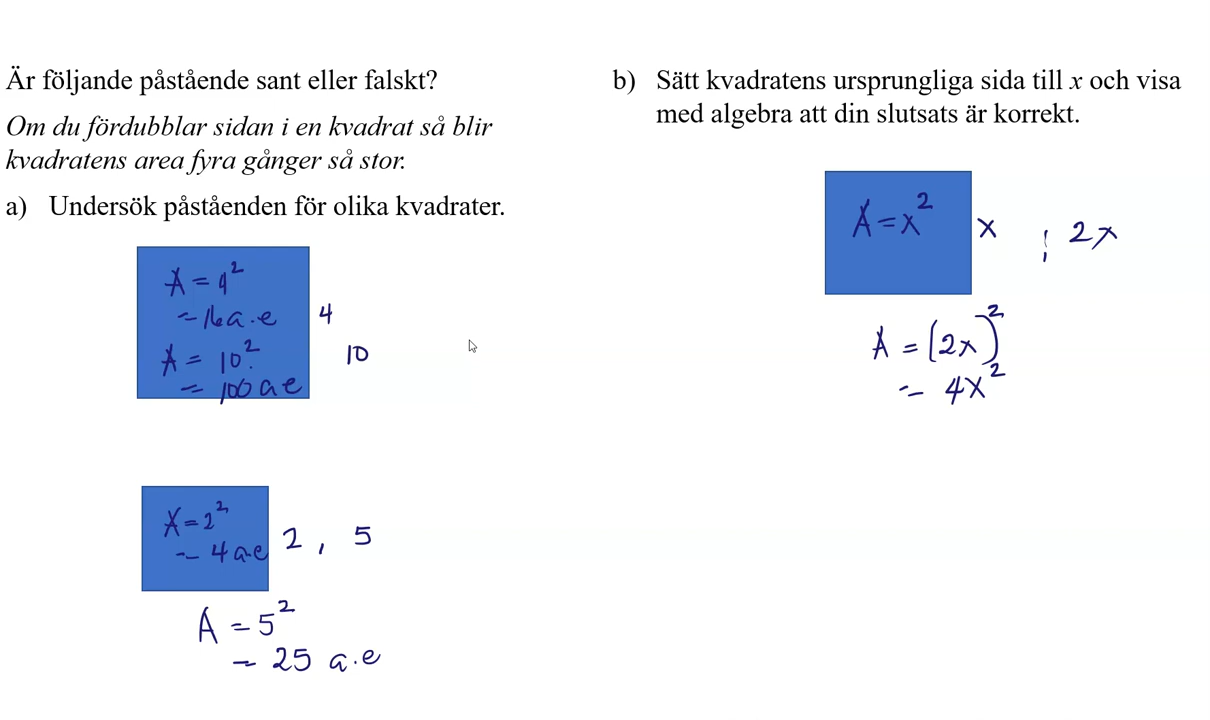 Är följande påstående sant eller falskt?
Om du fördubblar sidan i en kvadrat så blir
kvadratens area fyra gånger så stor.
a) Undersök påståenden för olika kvadrater.
A = 4²
= 16 a.e
4
A = 10²
= 100 a e
10
A = 2²
= 4 a.e
2 , 5
A = 5²
= 25 a.e
b) Sätt kvadratens ursprungliga sida till x och visa
med algebra att din slutsats är korrekt.
A = x²
x ; 2x
A = (2x)²
= 4x²